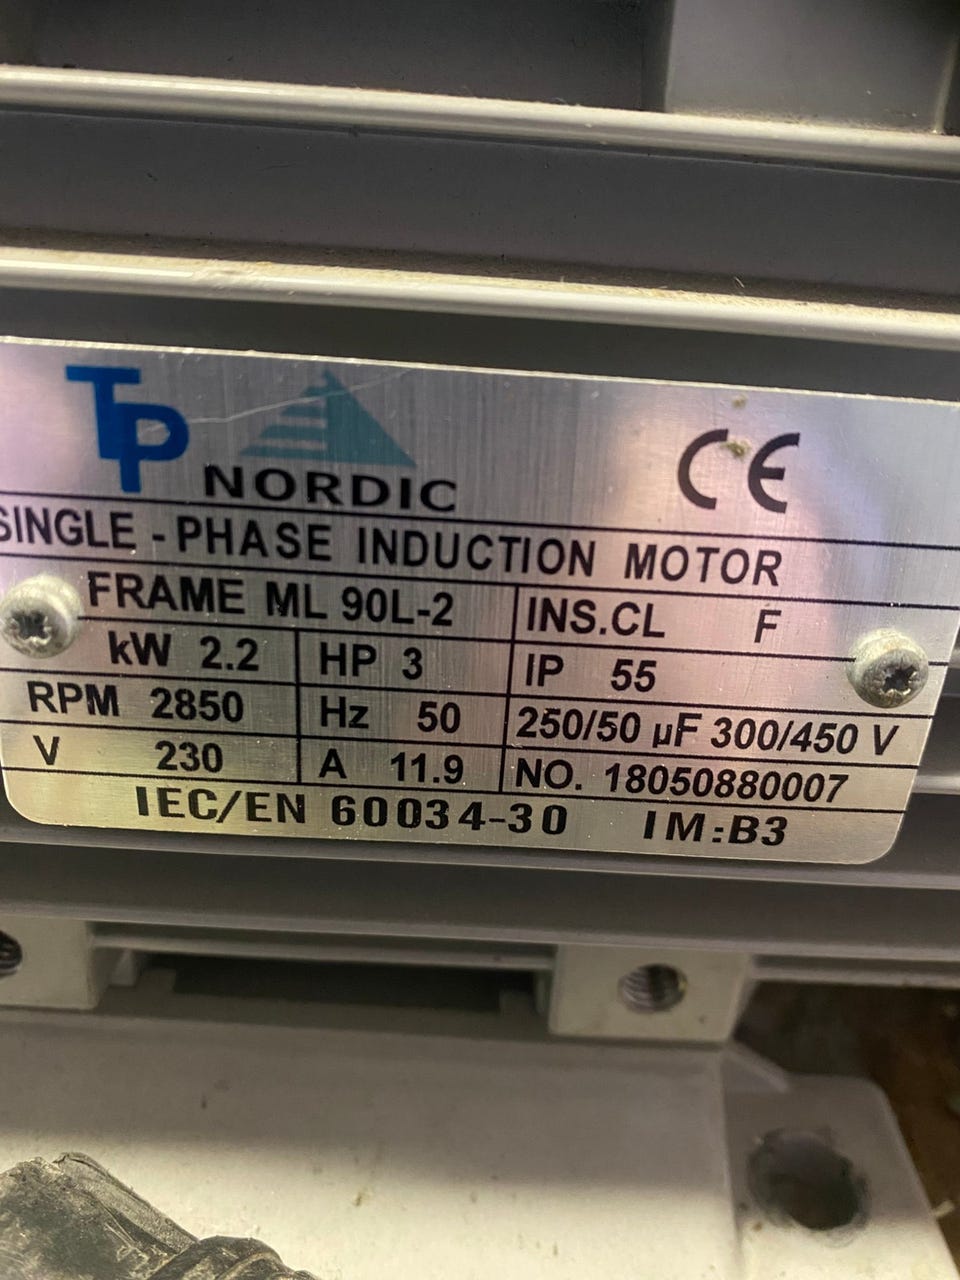 TP NORDIC CE
SINGLE - PHASE INDUCTION MOTOR
FRAME ML 90L-2 INS.CL F
kW 2.2 HP 3 IP 55
RPM 2850 Hz 50 250/50 µF 300/450 V
V 230 A 11.9 NO. 18050880007
IEC/EN 60034-30 IM:B3